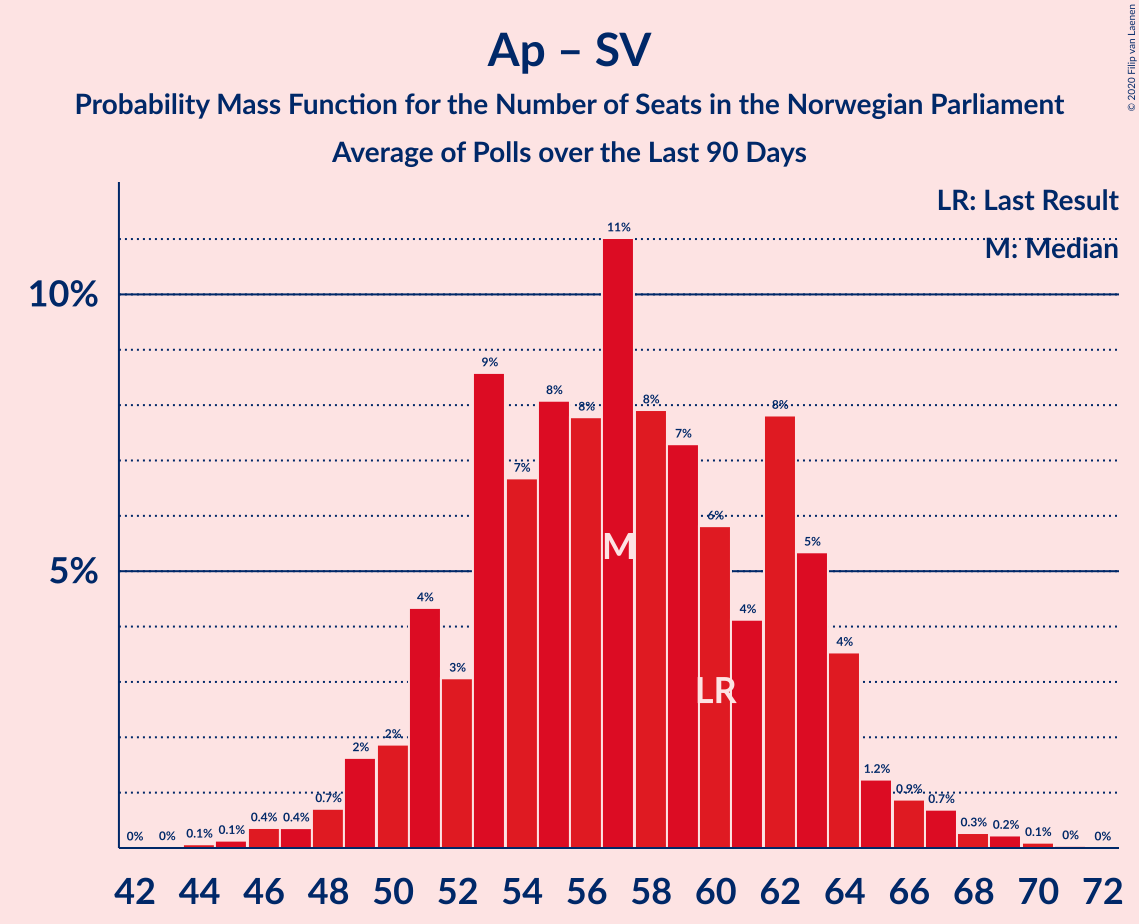 Ap – SV
Probability Mass Function for the Number of Seats in the Norwegian Parliament
Average of Polls over the Last 90 Days
© 2020 Filip van Laenen
LR: Last Result
M: Median
10%
5%
0% 0% 0.1% 0.1% 0.4% 0.4% 0.7% 2% 2% 4% 3% 9% 7% 8% 8% 11% 8% 7% 6% 4% 8% 5% 4% 1.2% 0.9% 0.7% 0.3% 0.2% 0.1% 0% 0%
M
LR
42 44 46 48 50 52 54 56 58 60 62 64 66 68 70 72